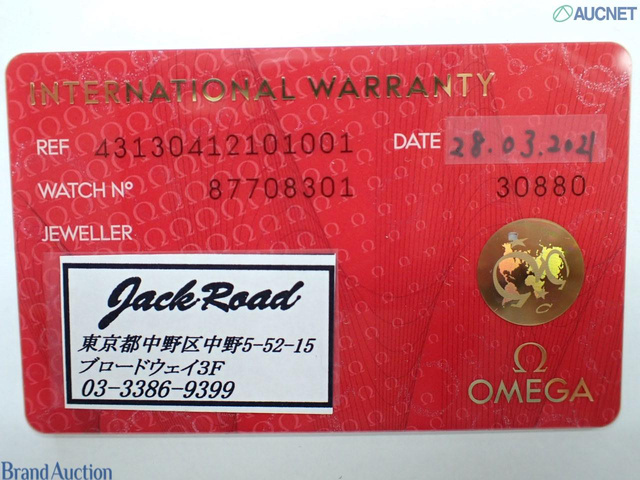 AUCNET
INTERNATIONAL WARRANTY
REF 43130412101001 DATE 28.03.2021
WATCH Nº 87708301 30880
JEWELLER
Jack Road
東京都中野区中野5-52-15
ブロードウェイ3F
03-3386-9399
Ω
OMEGA
Brand Auction